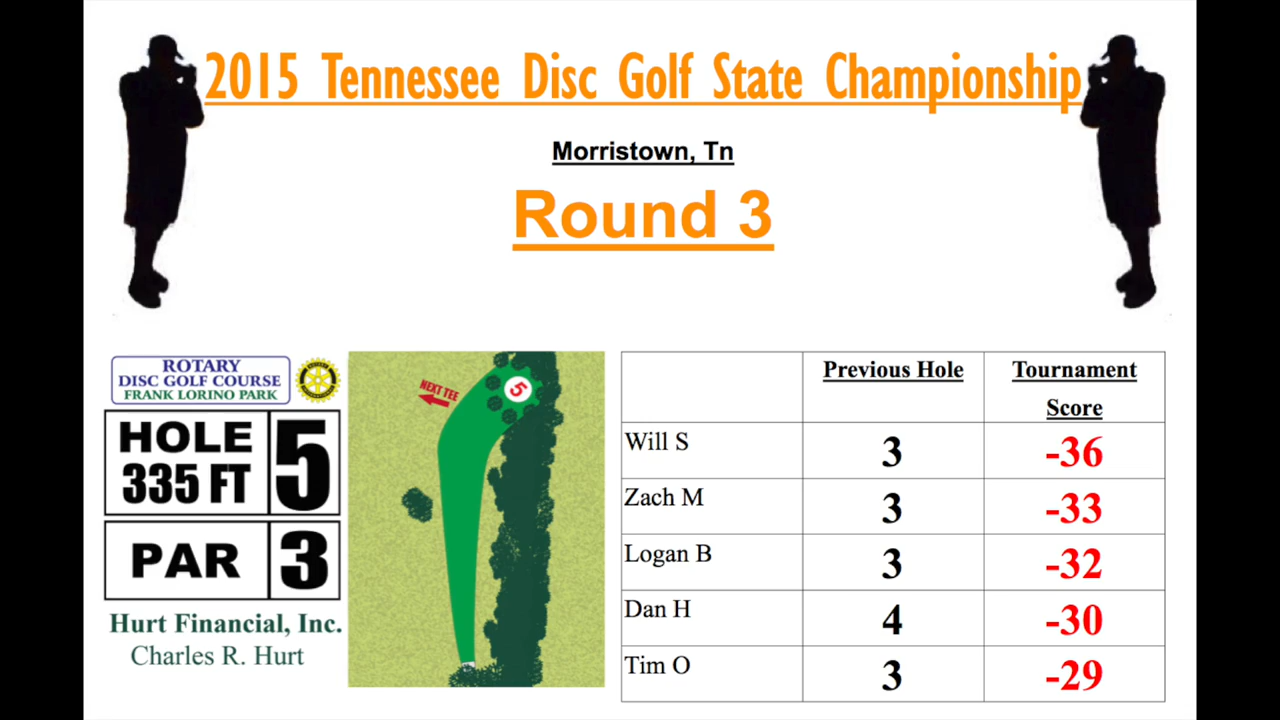 2015 Tennessee Disc Golf State Championship
Morristown, Tn
Round 3
ROTARY
DISC GOLF COURSE
FRANK LORINO PARK
HOLE 5
335 FT
PAR 3
Hurt Financial, Inc.
Charles R. Hurt
NEXT TEE
5
Previous Hole Tournament
Score
Will S 3 -36
Zach M 3 -33
Logan B 3 -32
Dan H 4 -30
Tim O 3 -29